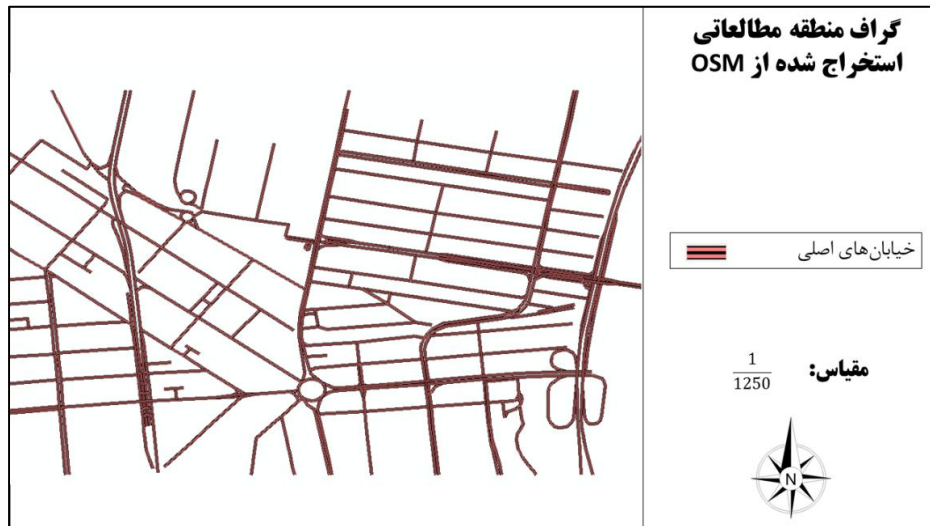 گراف منطقه مطالعاتی
استخراج شده از OSM
خیابان‌های اصلی
مقیاس: 1/1250
N